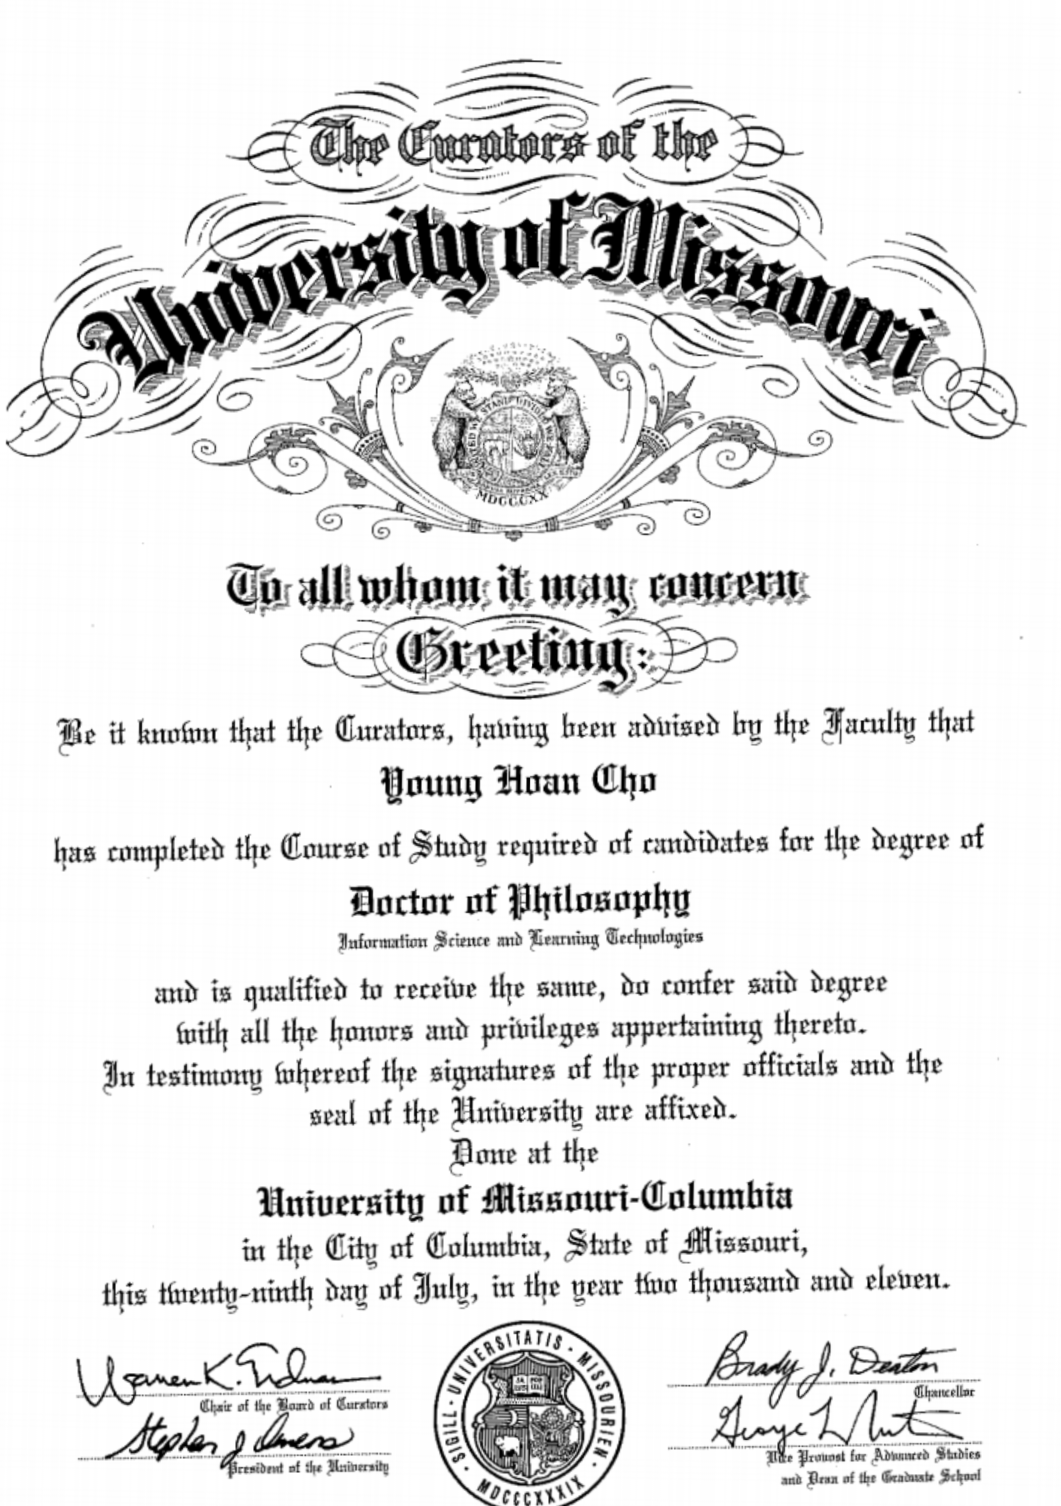 The Curators of the
University of Missouri
MDCCCXX
To all whom it may concern
Greeting:
Be it known that the Curators, having been advised by the Faculty that
Young Hoan Cho
has completed the Course of Study required of candidates for the degree of
Doctor of Philosophy
Information Science and Learning Technologies
and is qualified to receive the same, do confer said degree
with all the honors and privileges appertaining thereto.
In testimony whereof the signatures of the proper officials and the
seal of the University are affixed.
Done at the
University of Missouri-Columbia
in the City of Columbia, State of Missouri,
this twenty-ninth day of July, in the year two thousand and eleven.
Chair of the Board of Curators
Stephen J Owens
President of the University
SIGILL · UNIVERSITATIS · MISSOURIEN ·
MDCCCXXXIX
Brady J. Deaton
Chancellor
George
Vice Provost for Advanced Studies
and Dean of the Graduate School